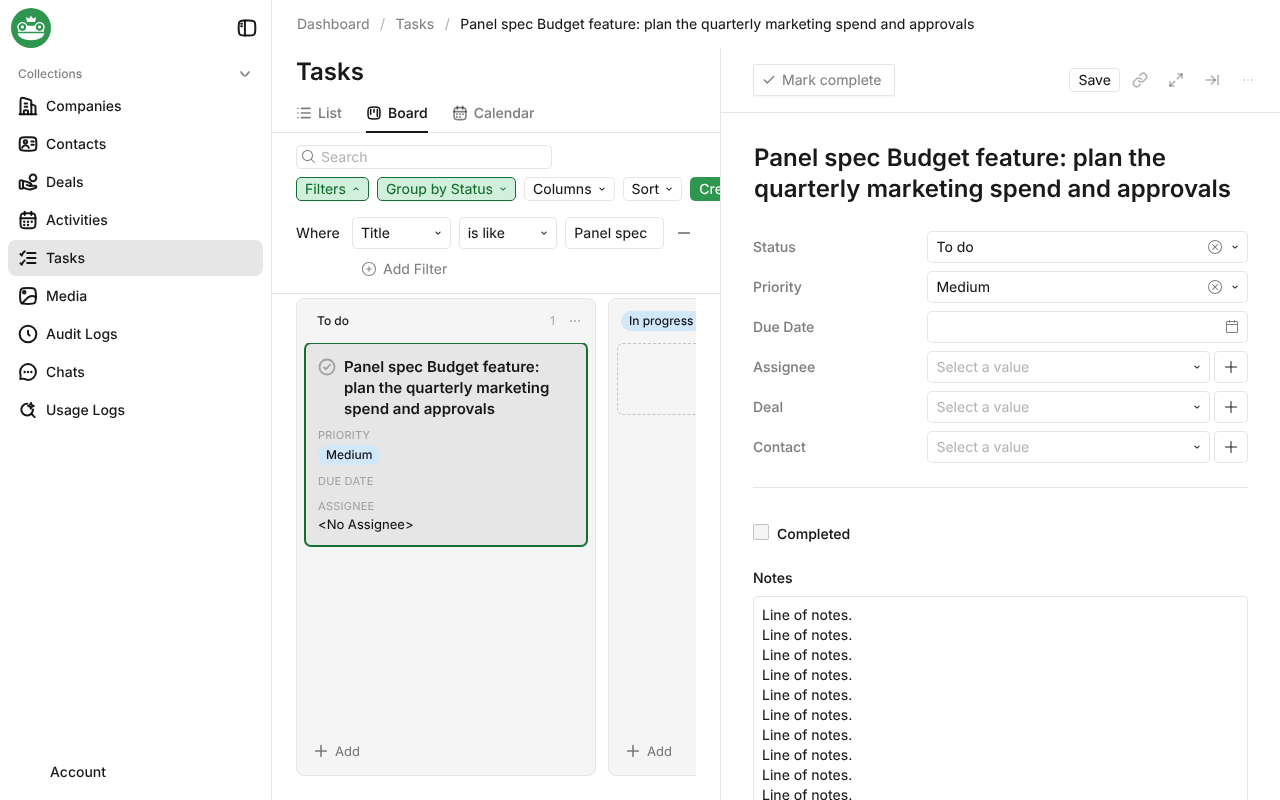 Dashboard / Tasks / Panel spec Budget feature: plan the quarterly marketing spend and approvals
Collections
Companies
Contacts
Deals
Activities
Tasks
Media
Audit Logs
Chats
Usage Logs
Account
Tasks
List
Board
Calendar
Search
Filters
Group by Status
Columns
Sort
Cre
Where
Title
is like
Panel spec
Add Filter
To do
1
Panel spec Budget feature:
plan the quarterly marketing
spend and approvals
PRIORITY
Medium
DUE DATE
ASSIGNEE
<No Assignee>
Add
In progress
Add
Mark complete
Save
Panel spec Budget feature: plan the
quarterly marketing spend and approvals
Status
To do
Priority
Medium
Due Date
Assignee
Select a value
Deal
Select a value
Contact
Select a value
Completed
Notes
Line of notes.
Line of notes.
Line of notes.
Line of notes.
Line of notes.
Line of notes.
Line of notes.
Line of notes.
Line of notes.
Line of notes.